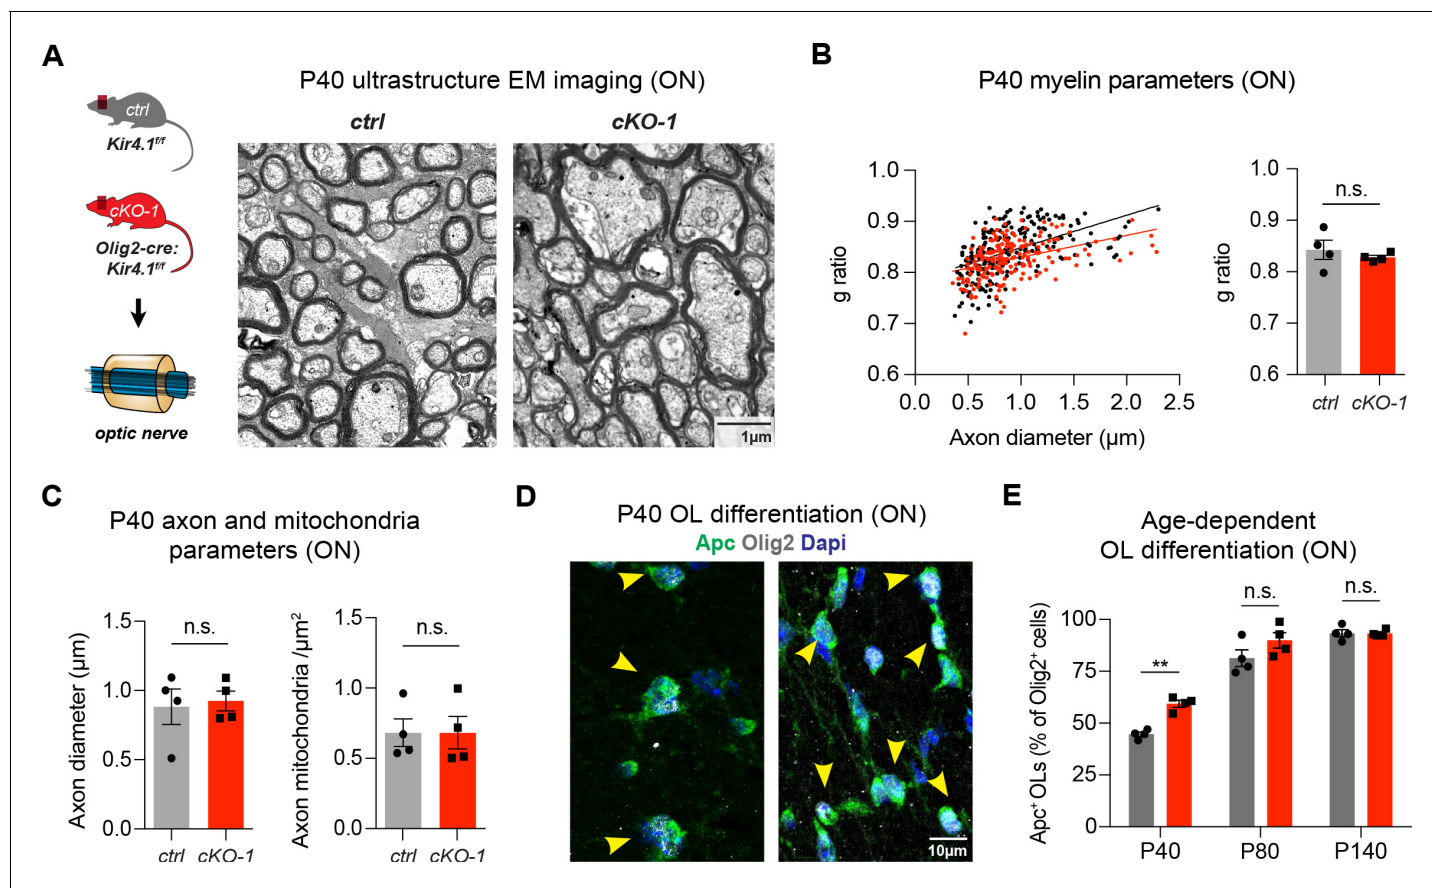 A
P40 ultrastructure EM imaging (ON)
ctrl
Kir4.1f/f
cKO-1
Olig2-cre:
Kir4.1f/f
optic nerve
ctrl
cKO-1
1µm
B
P40 myelin parameters (ON)
g ratio
1.0
0.9
0.8
0.7
0.6
0.0 0.5 1.0 1.5 2.0 2.5
Axon diameter (µm)
g ratio
1.0
0.9
0.8
0.7
0.6
n.s.
ctrl cKO-1
C
P40 axon and mitochondria
parameters (ON)
Axon diameter (µm)
1.5
1.0
0.5
0.0
n.s.
ctrl cKO-1
Axon mitochondria /µm²
1.5
1.0
0.5
0.0
n.s.
ctrl cKO-1
D
P40 OL differentiation (ON)
Apc Olig2 Dapi
10µm
E
Age-dependent
OL differentiation (ON)
Apc⁺ OLs (% of Olig2⁺ cells)
100
75
50
25
0
**
n.s.
n.s.
P40 P80 P140